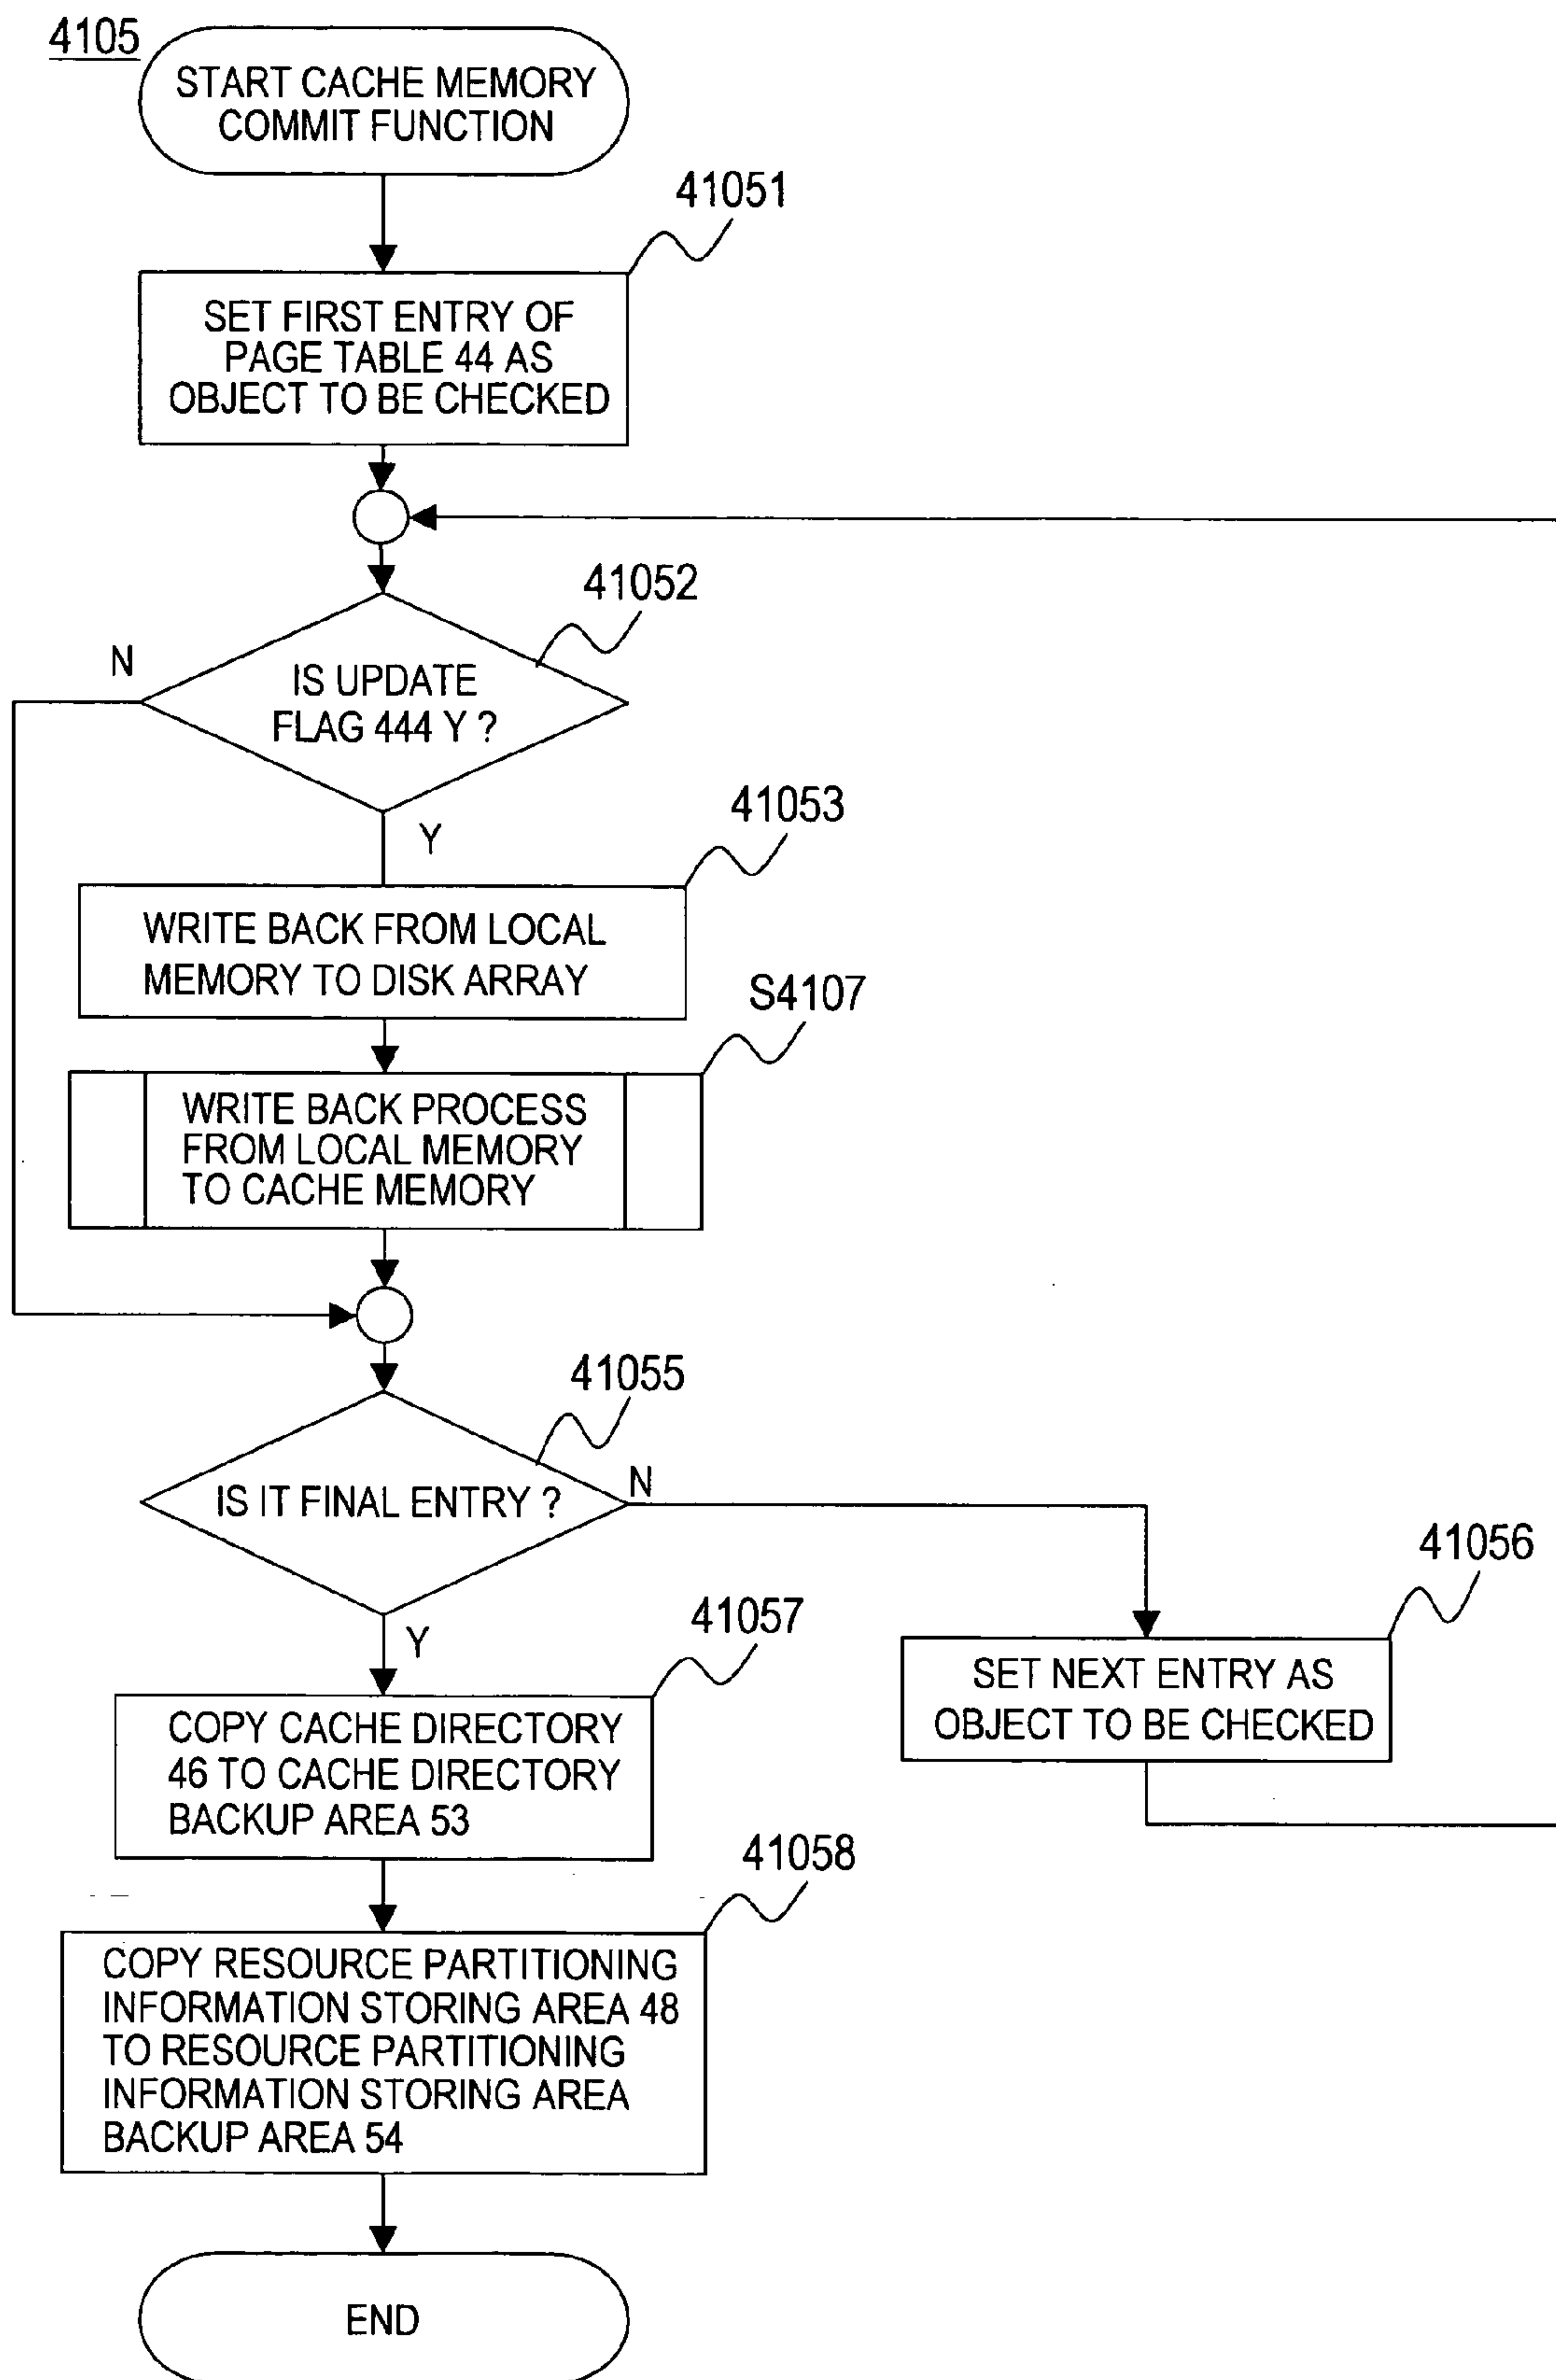 4105
START CACHE MEMORY
COMMIT FUNCTION
41051
SET FIRST ENTRY OF
PAGE TABLE 44 AS
OBJECT TO BE CHECKED
41052
N
IS UPDATE
FLAG 444 Y ?
41053
Y
WRITE BACK FROM LOCAL
MEMORY TO DISK ARRAY
S4107
WRITE BACK PROCESS
FROM LOCAL MEMORY
TO CACHE MEMORY
41055
N
IS IT FINAL ENTRY ?
41056
41057
Y
SET NEXT ENTRY AS
OBJECT TO BE CHECKED
COPY CACHE DIRECTORY
46 TO CACHE DIRECTORY
BACKUP AREA 53
41058
COPY RESOURCE PARTITIONING
INFORMATION STORING AREA 48
TO RESOURCE PARTITIONING
INFORMATION STORING AREA
BACKUP AREA 54
END